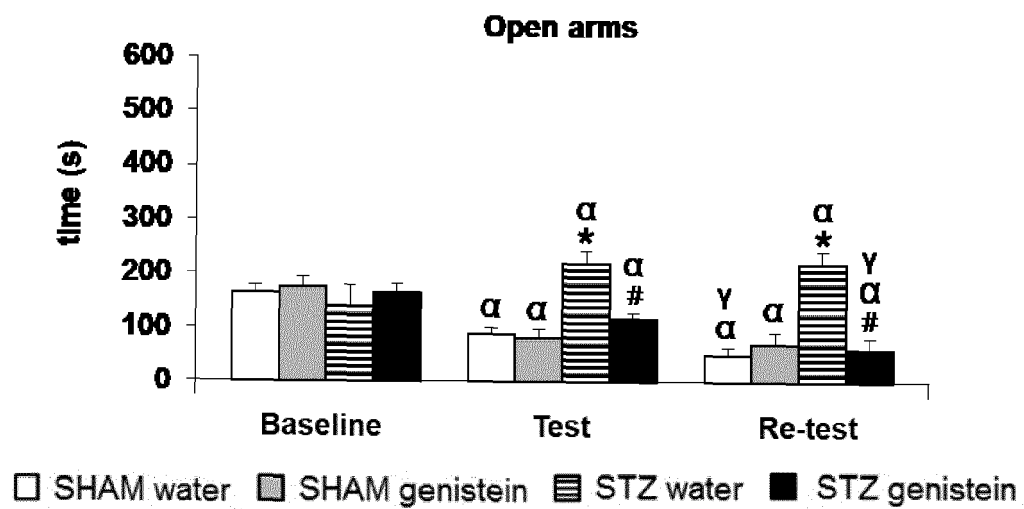 Open arms
time (s)
600
500
400
300
200
100
0
α
α
α
*
α
#
γ
α
α
α
*
γ
α
#
Baseline Test Re-test
SHAM water SHAM genistein STZ water STZ genistein